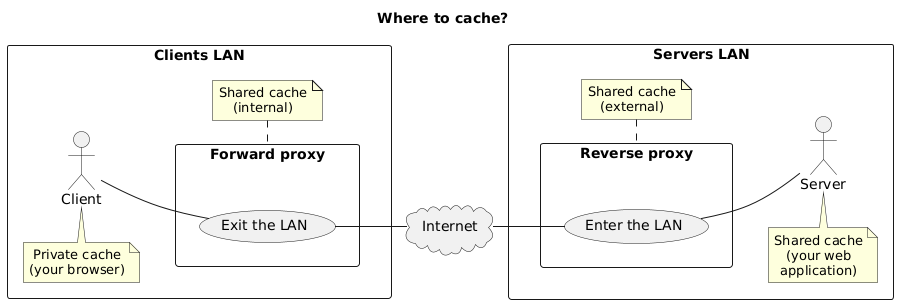 Where to cache?
Clients LAN
Shared cache
(internal)
Forward proxy
Client
Exit the LAN
Private cache
(your browser)
Internet
Servers LAN
Shared cache
(external)
Reverse proxy
Server
Enter the LAN
Shared cache
(your web
application)